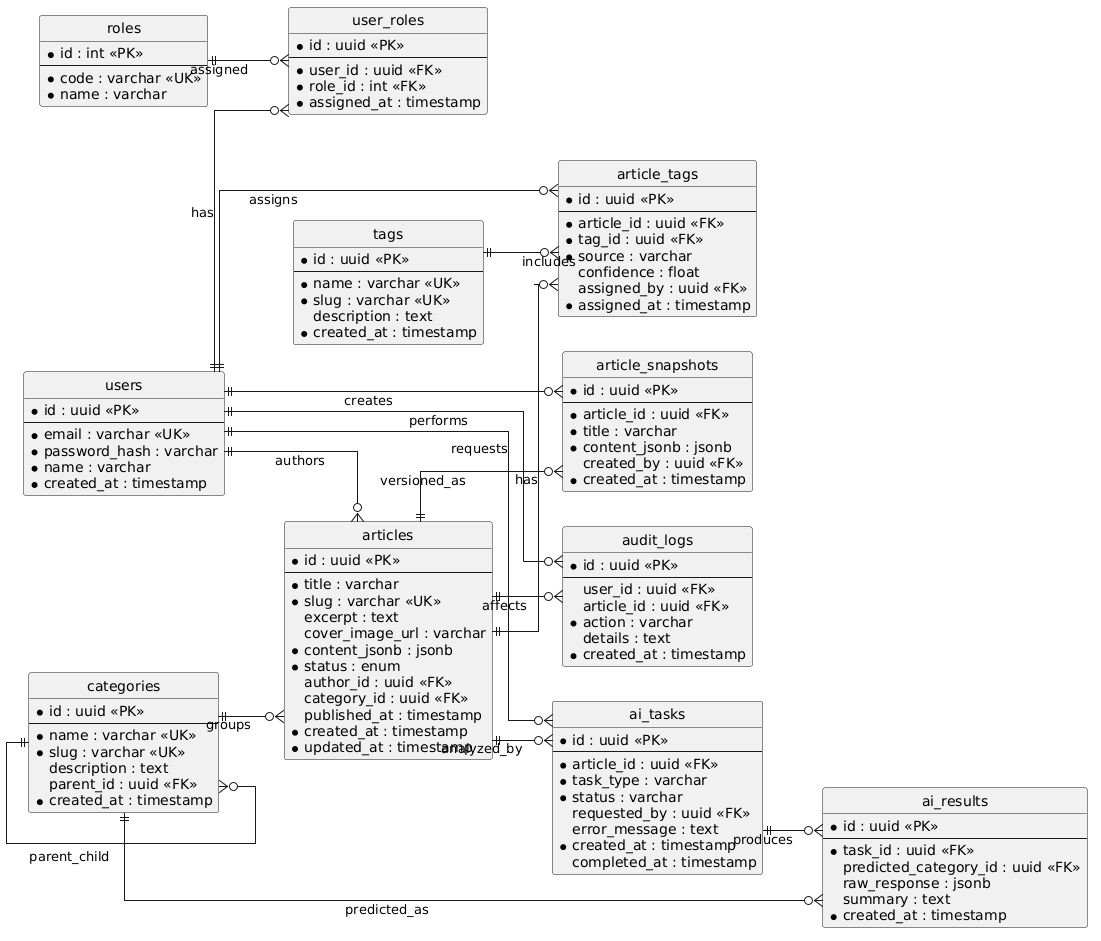 roles
id : int «PK»
code : varchar «UK»
name : varchar
assigned
user_roles
id : uuid «PK»
user_id : uuid «FK»
role_id : int «FK»
assigned_at : timestamp
has
assigns
article_tags
id : uuid «PK»
article_id : uuid «FK»
tag_id : uuid «FK»
source : varchar
confidence : float
assigned_by : uuid «FK»
assigned_at : timestamp
tags
id : uuid «PK»
name : varchar «UK»
slug : varchar «UK»
description : text
created_at : timestamp
includes
users
id : uuid «PK»
email : varchar «UK»
password_hash : varchar
name : varchar
created_at : timestamp
creates
performs
requests
authors
versioned_as
has
article_snapshots
id : uuid «PK»
article_id : uuid «FK»
title : varchar
content_jsonb : jsonb
created_by : uuid «FK»
created_at : timestamp
articles
id : uuid «PK»
title : varchar
slug : varchar «UK»
excerpt : text
cover_image_url : varchar
content_jsonb : jsonb
status : enum
author_id : uuid «FK»
category_id : uuid «FK»
published_at : timestamp
created_at : timestamp
updated_at : timestamp
affects
analyzed_by
audit_logs
id : uuid «PK»
user_id : uuid «FK»
article_id : uuid «FK»
action : varchar
details : text
created_at : timestamp
categories
id : uuid «PK»
name : varchar «UK»
slug : varchar «UK»
description : text
parent_id : uuid «FK»
created_at : timestamp
groups
parent_child
predicted_as
ai_tasks
id : uuid «PK»
article_id : uuid «FK»
task_type : varchar
status : varchar
requested_by : uuid «FK»
error_message : text
created_at : timestamp
completed_at : timestamp
produces
ai_results
id : uuid «PK»
task_id : uuid «FK»
predicted_category_id : uuid «FK»
raw_response : jsonb
summary : text
created_at : timestamp